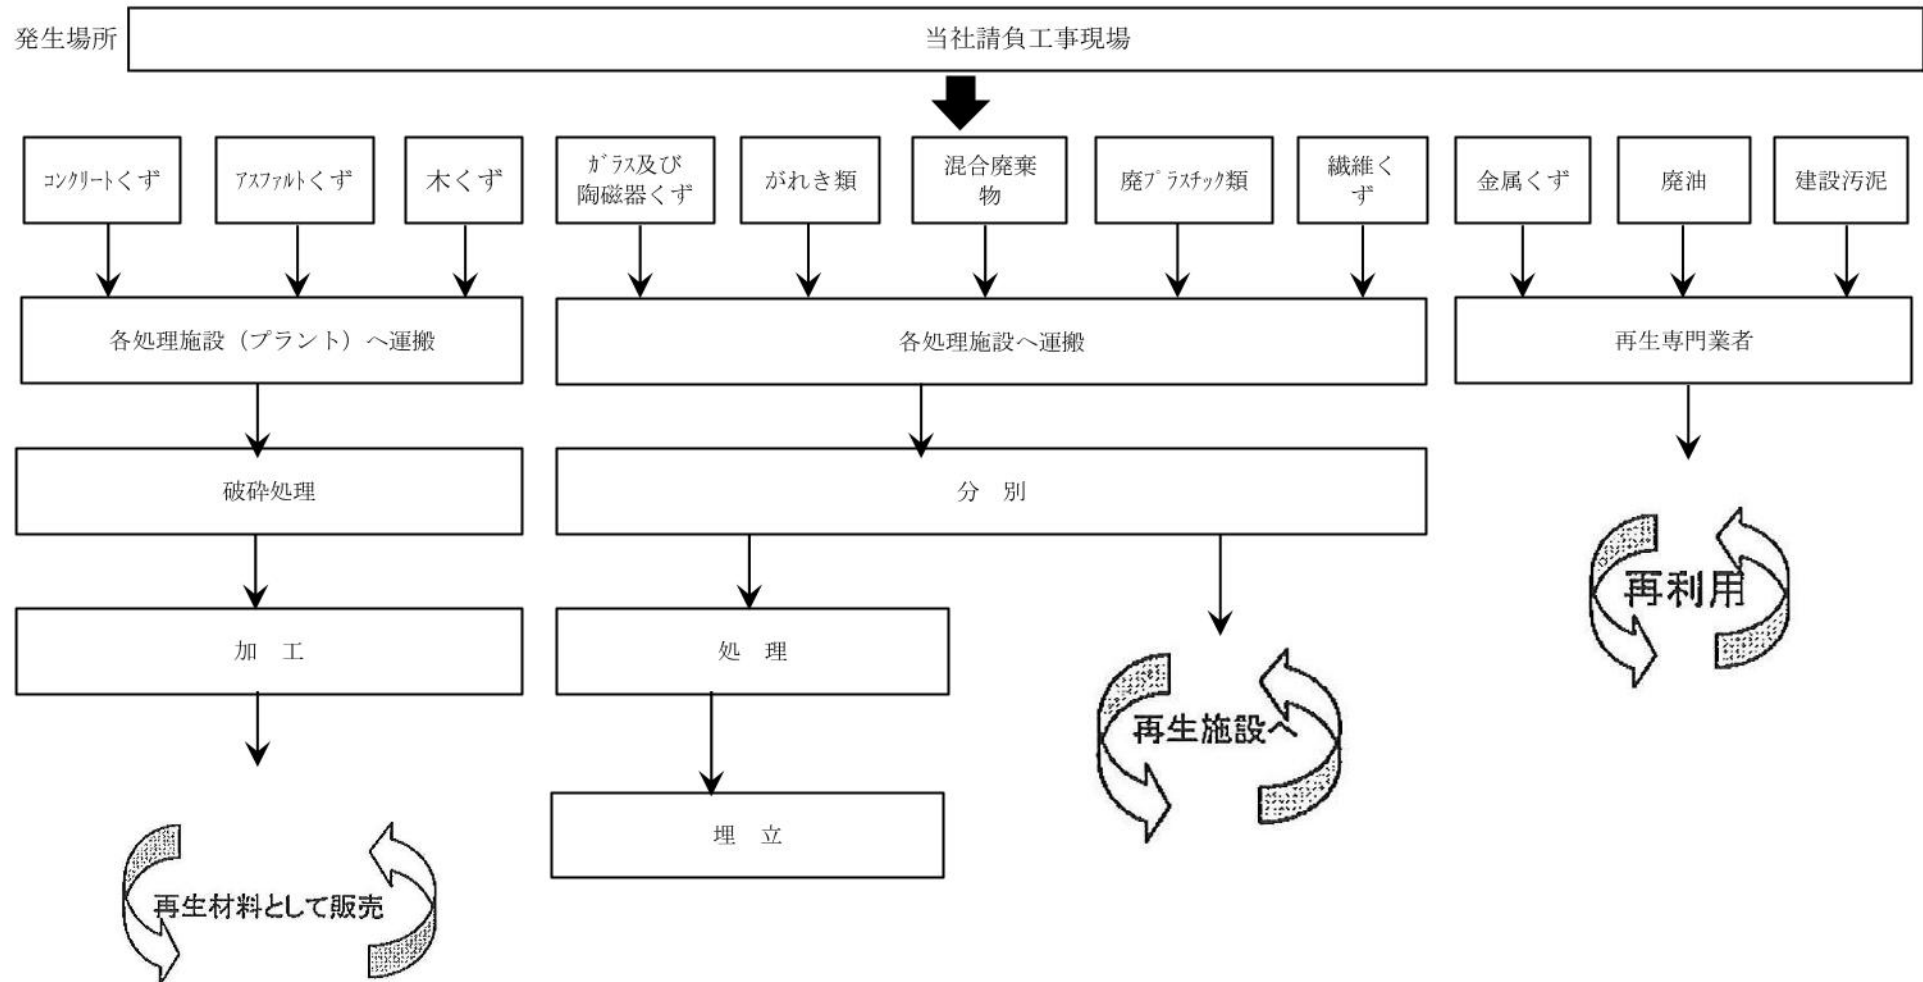 発生場所
当社請負工事現場
コンクリートくず
アスファルトくず
木くず
ガラス及び
陶磁器くず
がれき類
混合廃棄
物
廃プラスチック類
繊維く
ず
金属くず
廃油
建設汚泥
各処理施設（プラント）へ運搬
各処理施設へ運搬
再生専門業者
破砕処理
分　別
再利用
加　工
処　理
再生施設へ
埋　立
再生材料として販売